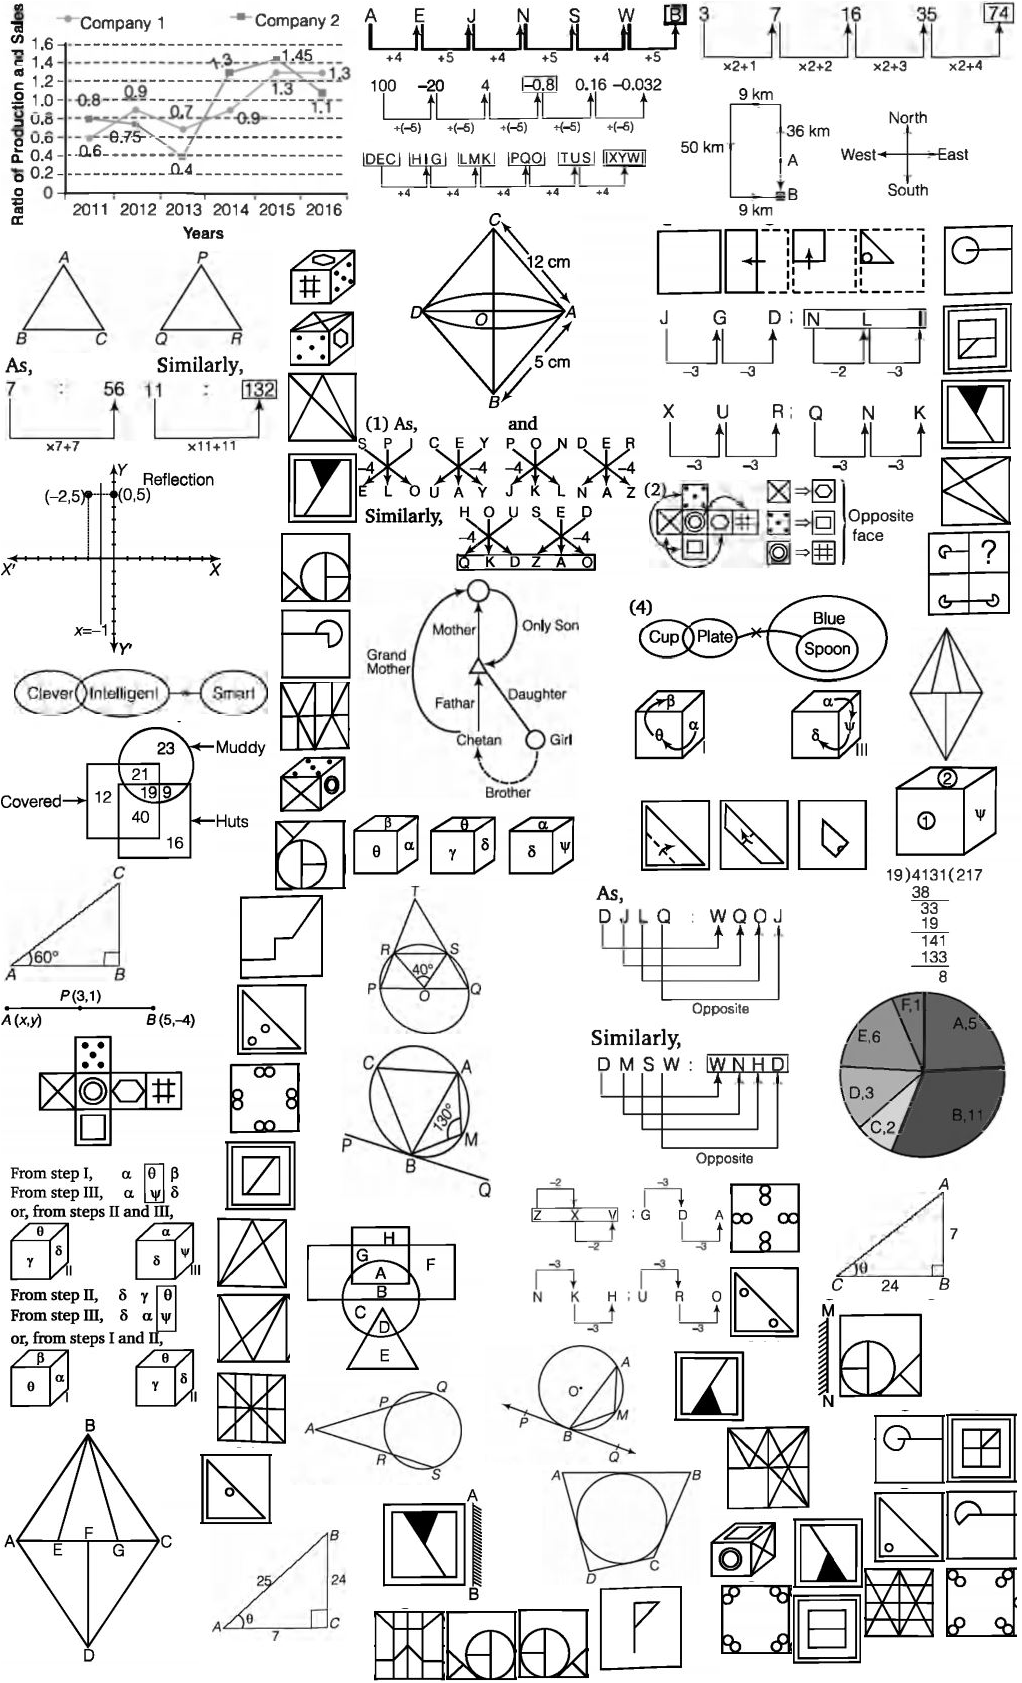 Company 1
Company 2
Ratio of Production and Sales
1,6
1.4
1.2
1.0
0.8
0.6
0.4
0.2
0
0.8
0.9
0.7
1.3
1.45
1.3
0.6
0.75
0.4
0.9
1.3
1.1
2011 2012 2013 2014 2015 2016
Years
A E J N S W B
+4 +5 +4 +5 +4 +5
100 -20 4 -0.8 0.16 -0.032
+(-5) +(-5) +(-5) +(-5) +(-5)
DEC HIG LMK PQO TUS XYW
+4 +4 +4 +4 +4
3 7 16 35 74
×2+1 ×2+2 ×2+3 ×2+4
9 km
36 km
50 km
A
B
9 km
North
West East
South
A
B C
P
Q R
As, Similarly,
7 : 56 11 : 132
×7+7 ×11+11
C
12 cm
D O A
5 cm
B
J G D ; N L I
-3 -3 -2 -3
X U R ; Q N K
-3 -3 -3 -3
(1) As, and
S P I C E Y P O N D E R
-4 -4 -4 -4
E L O U A Y J K L N A Z
Similarly,
H O U S E D
-4 -4
Q K D Z A O
(2)
Opposite
face
Y
Reflection
(-2,5) (0,5)
X' X
x=-1
Y'
?
Mother
Only Son
Grand
Mother
Fathar
Daughter
Chetan
Girl
Brother
(4)
Cup Plate
Blue
Spoon
Clever Intelligent Smart
β
θ α
I
α
δ ψ
III
23
Muddy
21
12 19 9
Covered
40
Huts
16
②
① ψ
β
θ α
θ
γ δ
α
δ ψ
19)4131(217
38
33
19
141
133
8
C
60°
A B
As,
D J L Q : W Q O J
Opposite
T
R S
40°
P O Q
P(3,1)
A(x,y) B(5,-4)
Similarly,
D M S W : W N H D
Opposite
F,1
A,5
E,6
D,3
B,11
C,2
C A
130°
P M
B
Q
From step I, α θ β
From step III, α ψ δ
or, from steps II and III,
θ
γ δ
II
α
δ ψ
III
From step II, δ γ θ
From step III, δ α ψ
or, from steps I and II,
β
θ α
I
θ
γ δ
II
H
G F
A
B
C
D
E
-2 -3
Z X V ; G D A
-2 -3
-3 -3
N K H ; U R O
-3 -3
A
7
θ
C 24 B
M
N
A
O
M
P B
Q
Q
P
A
R
S
B
A F C
E G
D
B
25 24
θ
A 7 C
A
B
A B
C
D